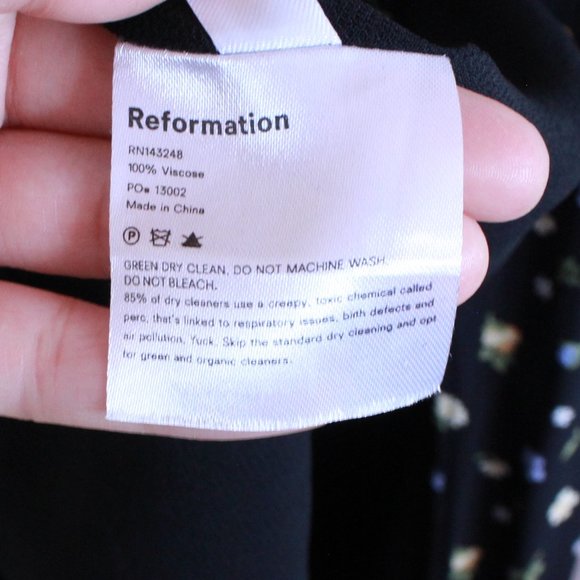 Reformation
RN143248
100% Viscose
PO# 13002
Made in China
P
GREEN DRY CLEAN. DO NOT MACHINE WASH.
DO NOT BLEACH.
85% of dry cleaners use a creepy, toxic chemical called
perc, that's linked to respiratory issues, birth defects and
air pollution. Yuck. Skip the standard dry cleaning and opt
for green and organic cleaners.